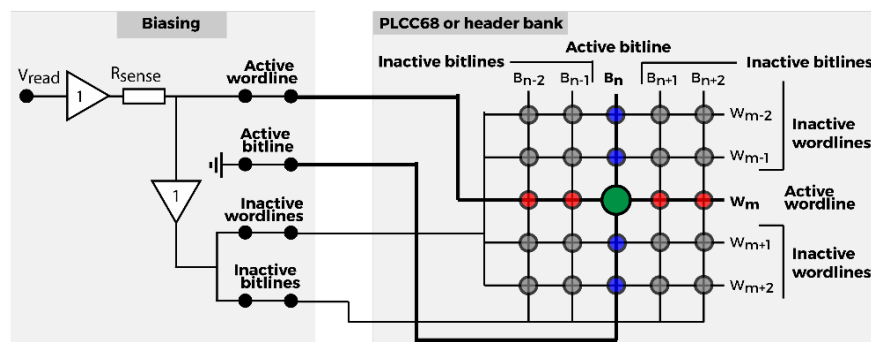 Biasing
PLCC68 or header bank
Active bitline
Inactive bitlines
Inactive bitlines
Vread
Rsense
Active
wordline
Bn-2
Bn-1
Bn
Bn+1
Bn+2
1
Wm-2
Inactive
wordlines
Active
bitline
Wm-1
1
Wm
Active
wordline
Inactive
wordlines
Wm+1
Inactive
wordlines
Inactive
bitlines
Wm+2